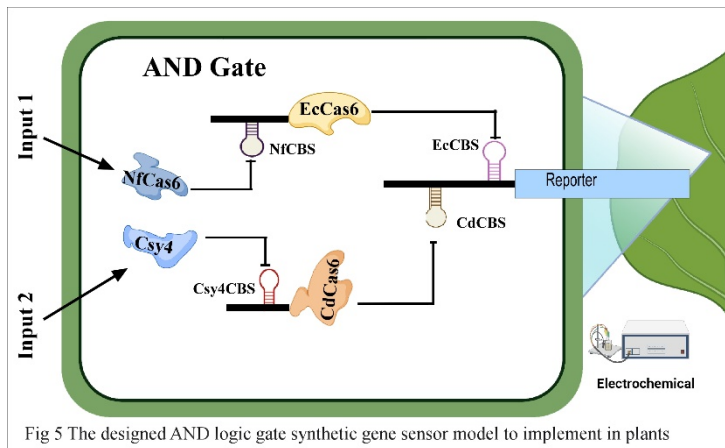 AND Gate
Input 1
EcCas6
NfCBS
EcCBS
NfCas6
Reporter
CdCBS
Csy4
Csy4CBS
CdCas6
Input 2
Electrochemical
Fig 5 The designed AND logic gate synthetic gene sensor model to implement in plants